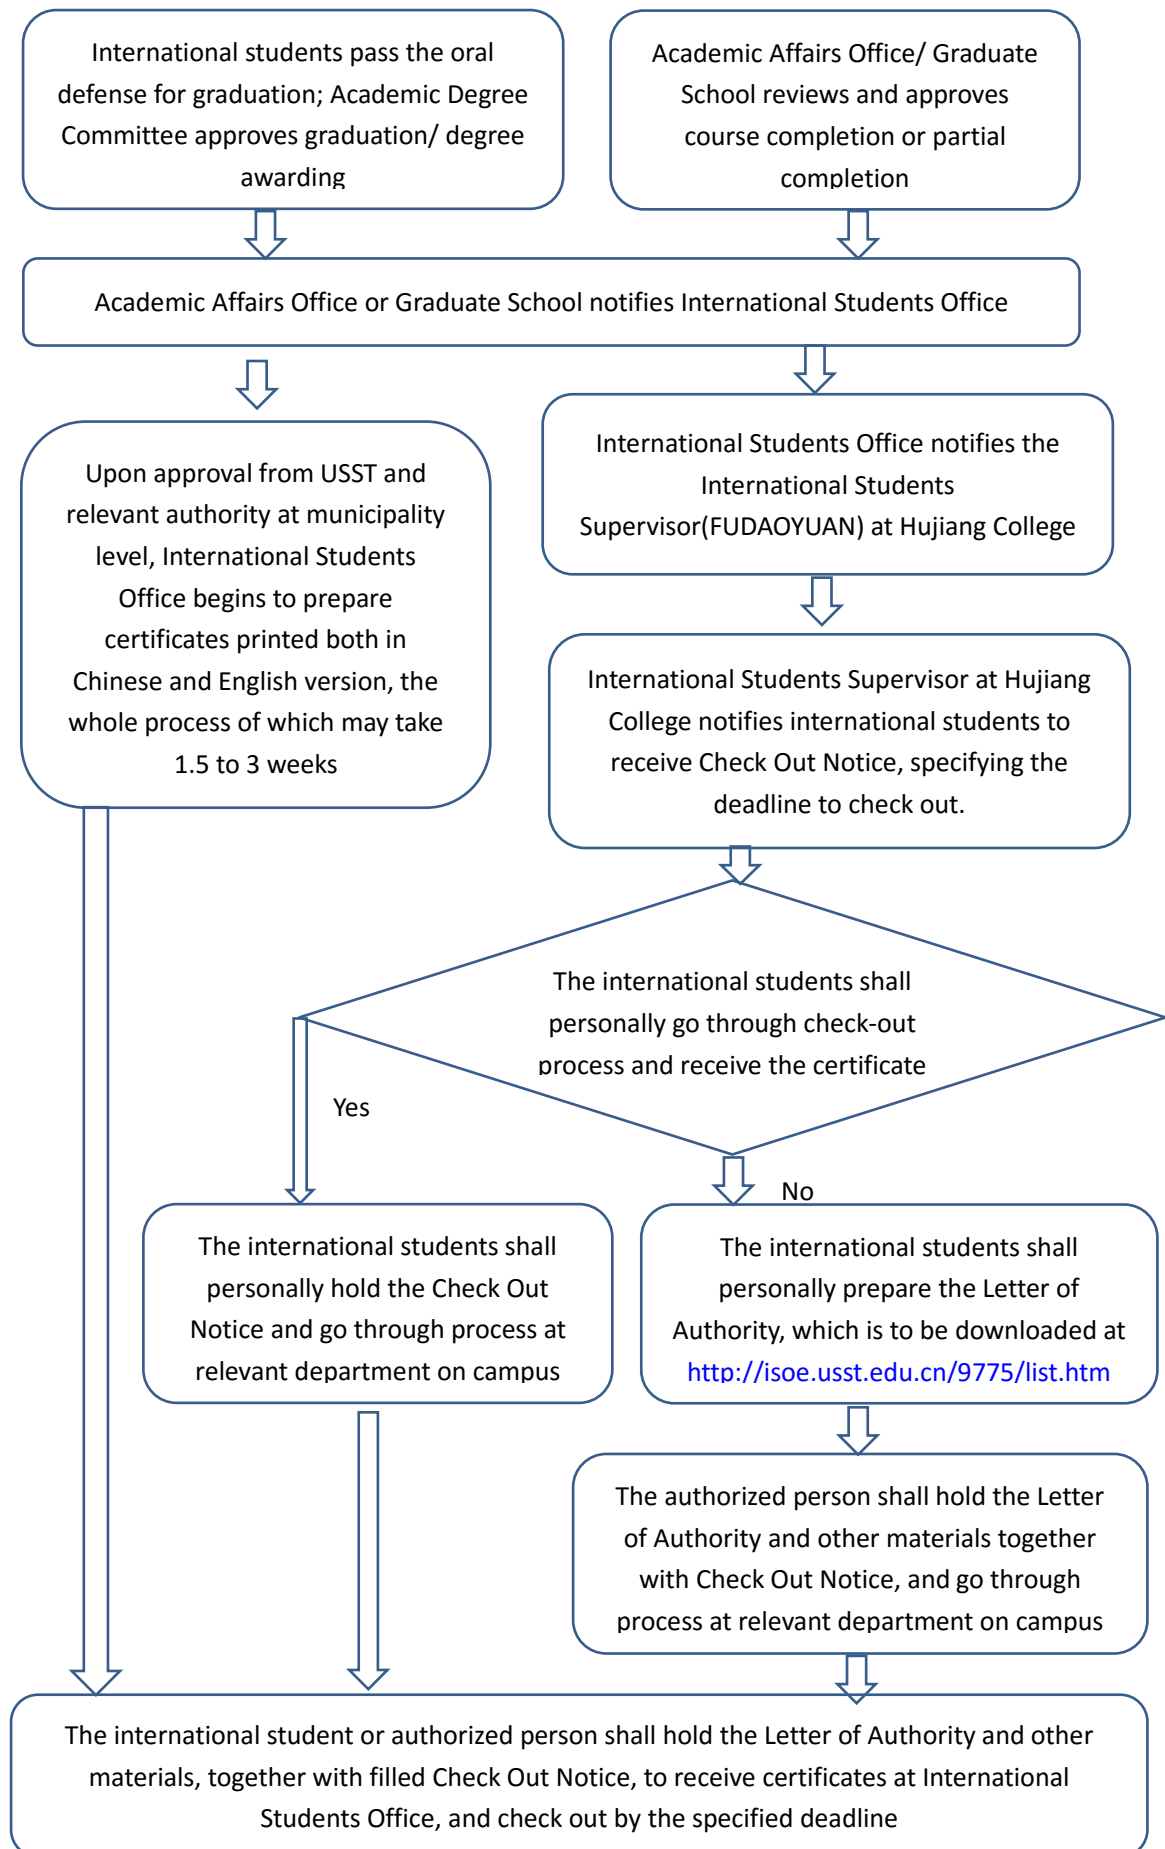 International students pass the oral
defense for graduation; Academic Degree
Committee approves graduation/ degree
awarding
Academic Affairs Office/ Graduate
School reviews and approves
course completion or partial
completion
Academic Affairs Office or Graduate School notifies International Students Office
Upon approval from USST and
relevant authority at municipality
level, International Students
Office begins to prepare
certificates printed both in
Chinese and English version, the
whole process of which may take
1.5 to 3 weeks
International Students Office notifies the
International Students
Supervisor(FUDAOYUAN) at Hujiang College
International Students Supervisor at Hujiang
College notifies international students to
receive Check Out Notice, specifying the
deadline to check out.
The international students shall
personally go through check-out
process and receive the certificate
Yes
No
The international students shall
personally hold the Check Out
Notice and go through process at
relevant department on campus
The international students shall
personally prepare the Letter of
Authority, which is to be downloaded at
http://isoe.usst.edu.cn/9775/list.htm
The authorized person shall hold the Letter
of Authority and other materials together
with Check Out Notice, and go through
process at relevant department on campus
The international student or authorized person shall hold the Letter of Authority and other
materials, together with filled Check Out Notice, to receive certificates at International
Students Office, and check out by the specified deadline